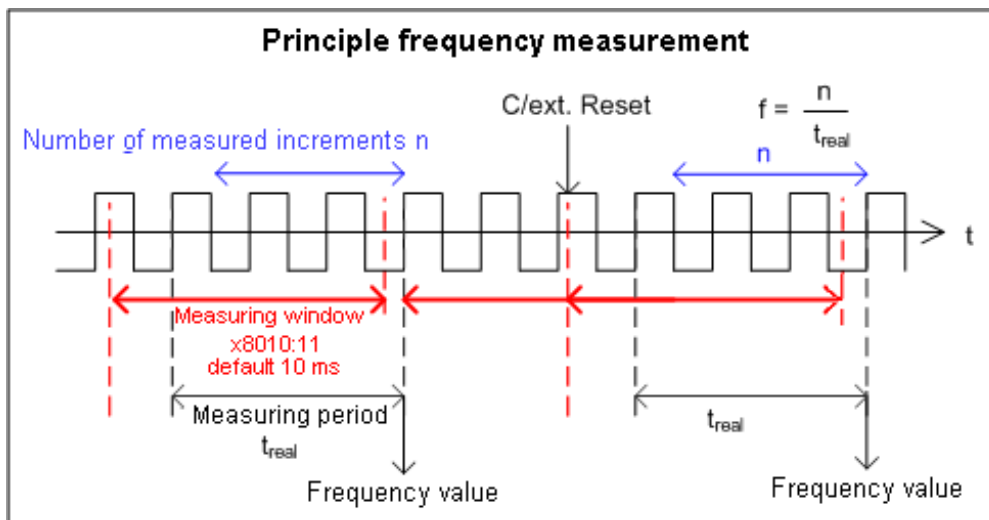 Principle frequency measurement
C/ext. Reset
f = n / t_real
Number of measured increments n
n
t
Measuring window
x8010:11
default 10 ms
Measuring period
t_real
t_real
Frequency value
Frequency value